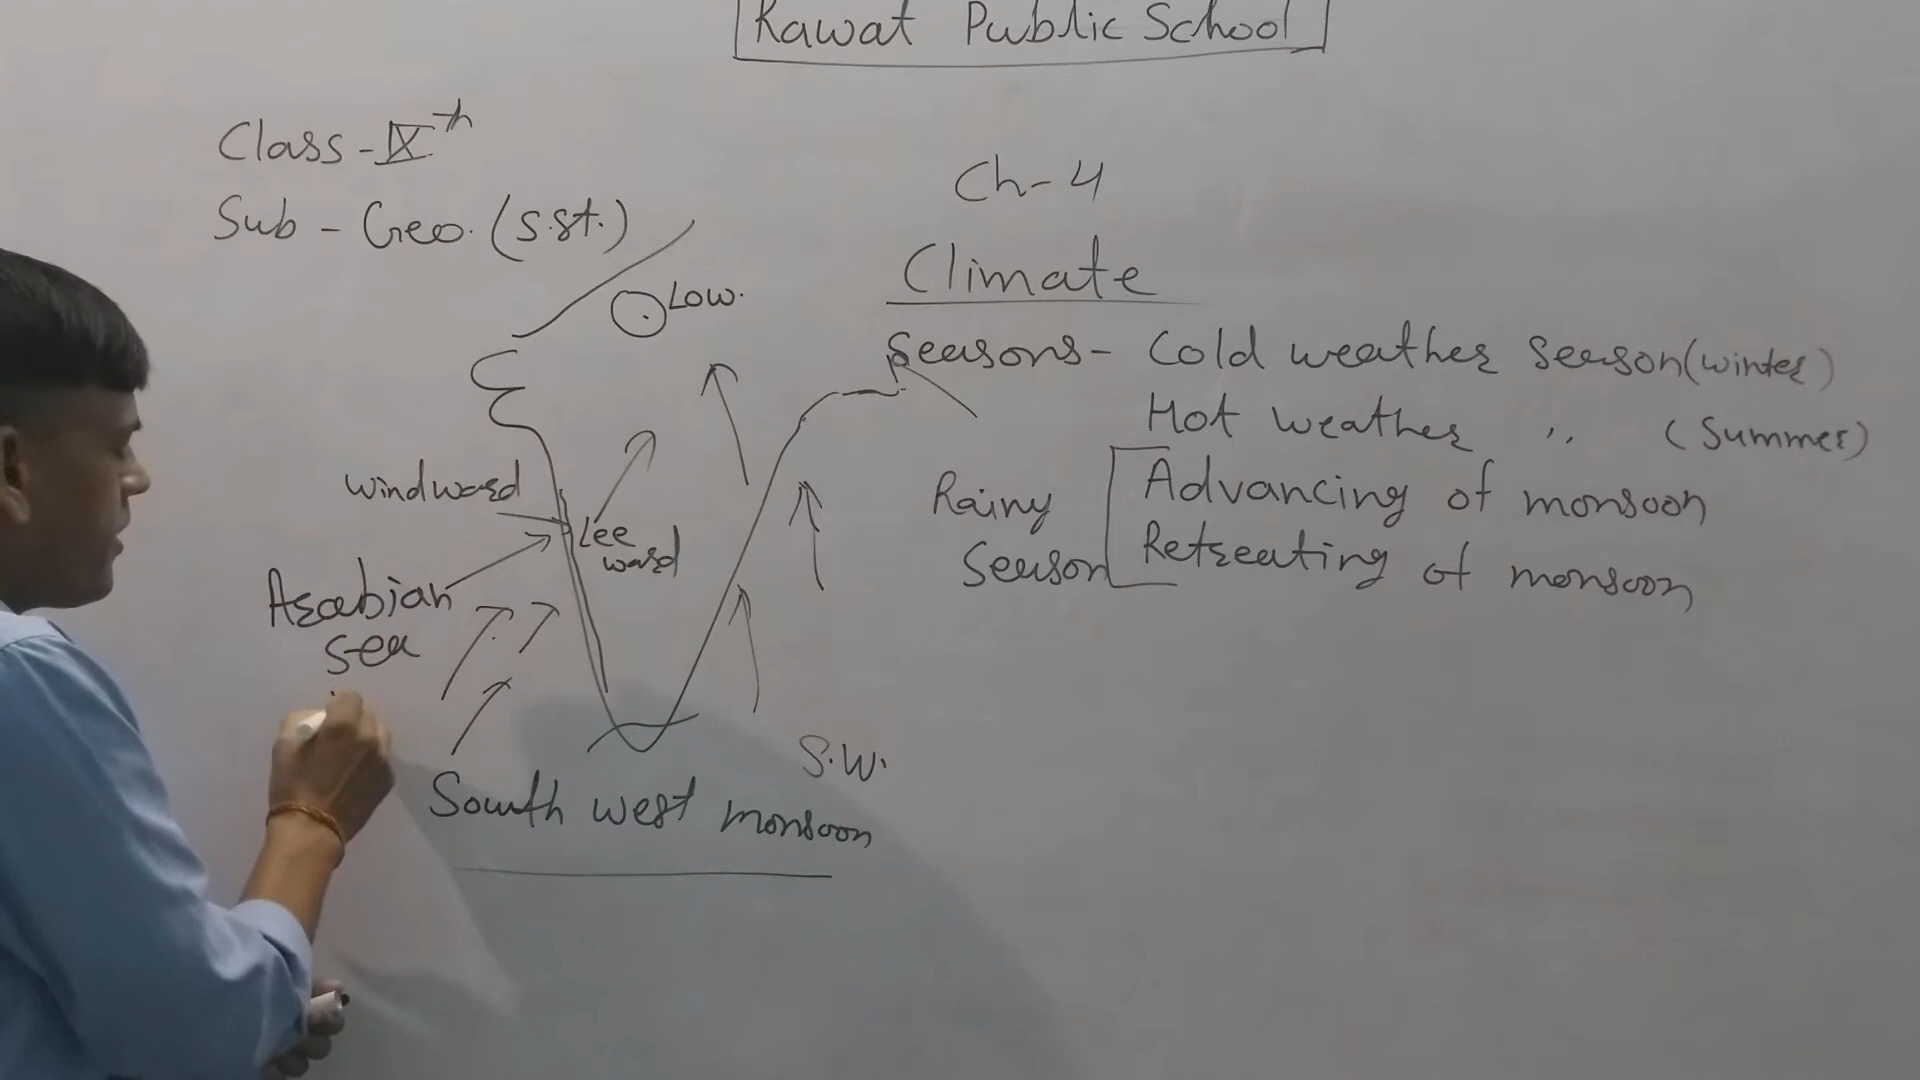 Rawat Public School
Class - IXth
Sub - Geo. (S.St.)
Ch-4
Climate
Low.
Seasons - Cold weather season (winter)
Hot weather ,, (Summer)
Rainy Season
Advancing of monsoon
Retreating of monsoon
windward
Lee
ward
Arabian
Sea
S.W.
South west monsoon